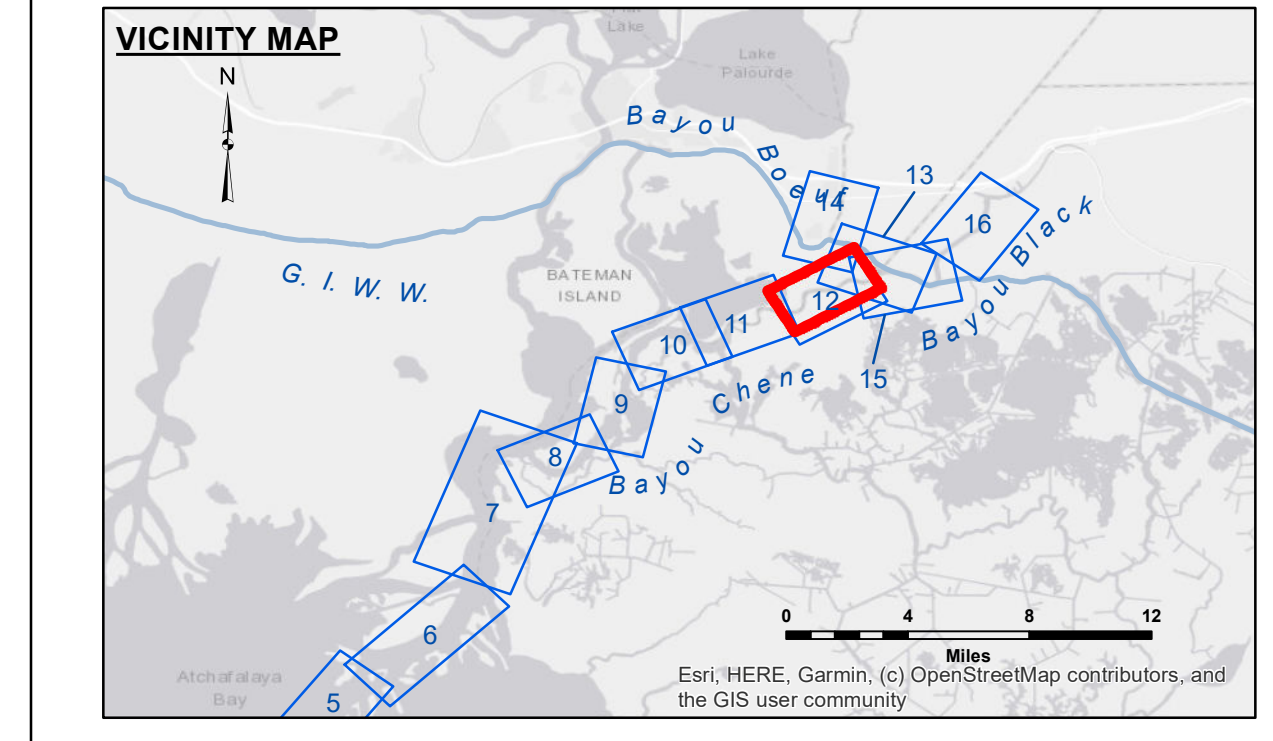 VICINITY MAP
N
Lake
Lake
Palourde
Bayou Boeuf
13
14
16
Bayou Black
G. I. W. W.
BATEMAN
ISLAND
12
11
10
15
Bayou Chene
9
8
7
6
5
Atchafalaya
Bay
0 4 8 12
Miles
Esri, HERE, Garmin, (c) OpenStreetMap contributors, and
the GIS user community